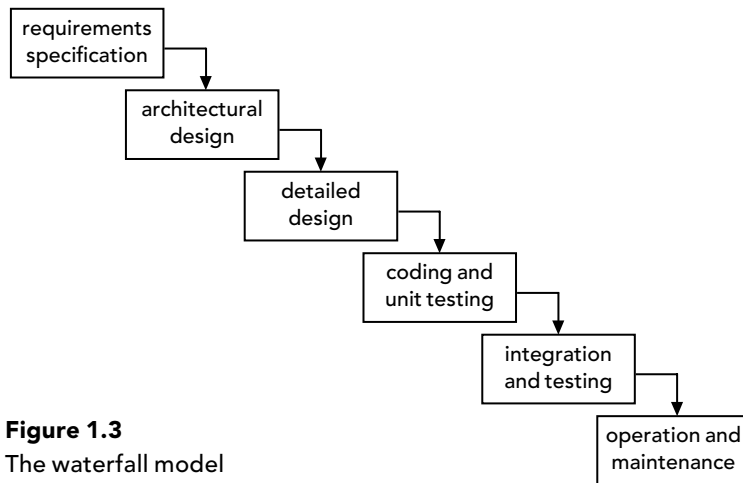 requirements
specification
architectural
design
detailed
design
coding and
unit testing
integration
and testing
operation and
maintenance
Figure 1.3
The waterfall model